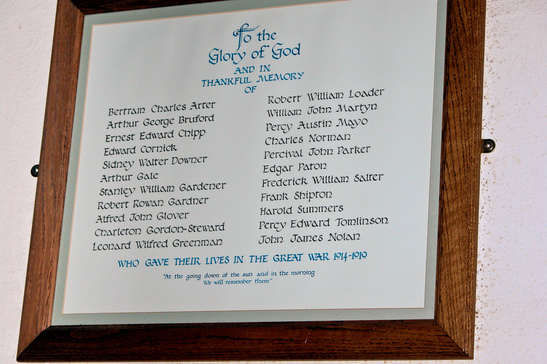 To the
Glory of God
AND IN
THANKFUL MEMORY
OF
Bertram Charles Arter
Arthur George Bruford
Ernest Edward Chipp
Edward Cornick
Sidney Walter Downer
Arthur Gale
Stanley William Gardener
Robert Rowan Gardner
Alfred John Glover
Charleton Gordon-Steward
Leonard Wilfred Greenman
Robert William Loader
William John Martyn
Percy Austin Mayo
Charles Norman
Percival John Parker
Edgar Paton
Frederick William Salter
Frank Shipton
Harold Summers
Percy Edward Tomlinson
John James Nolan
WHO GAVE THEIR LIVES IN THE GREAT WAR 1914-1919
"At the going down of the sun and in the morning
We will remember them"